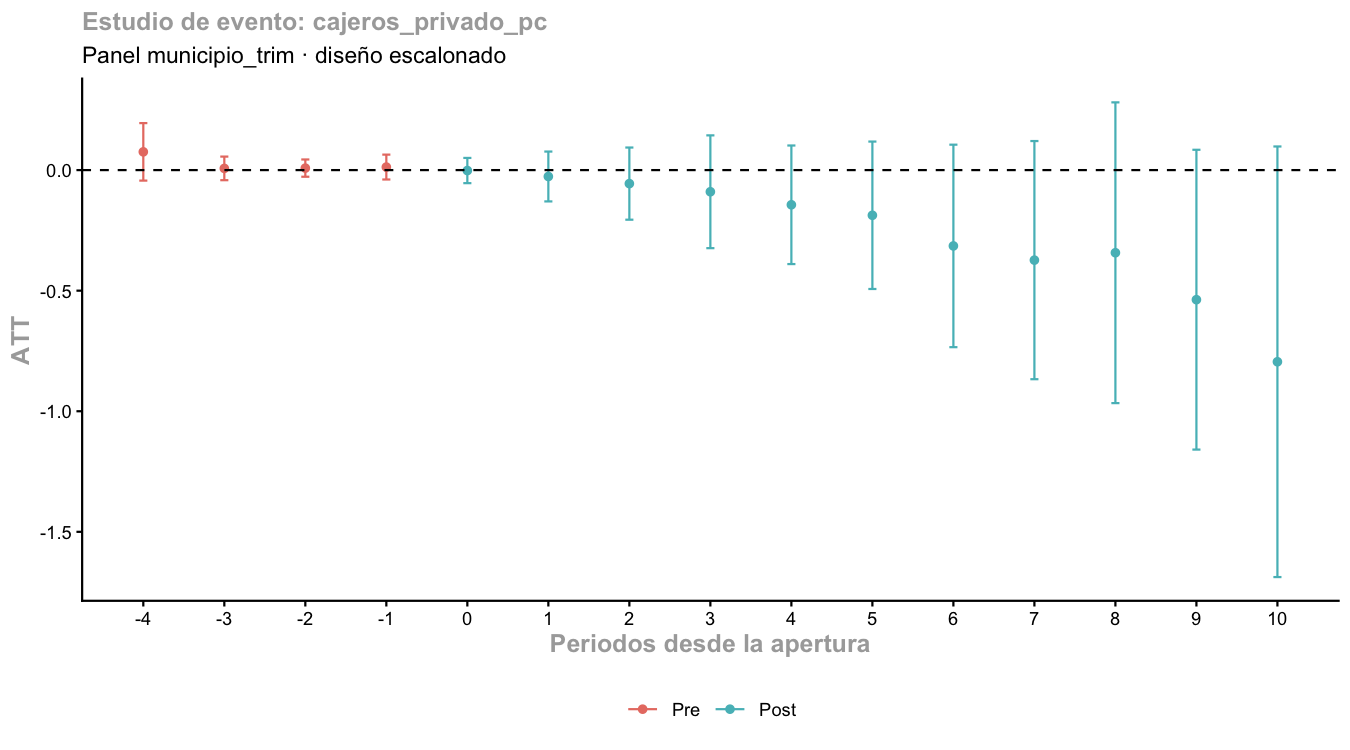 Estudio de evento: cajeros_privado_pc
Panel municipio_trim · diseño escalonado
ATT
0.0
-0.5
-1.0
-1.5
-4 -3 -2 -1 0 1 2 3 4 5 6 7 8 9 10
Periodos desde la apertura
Pre Post